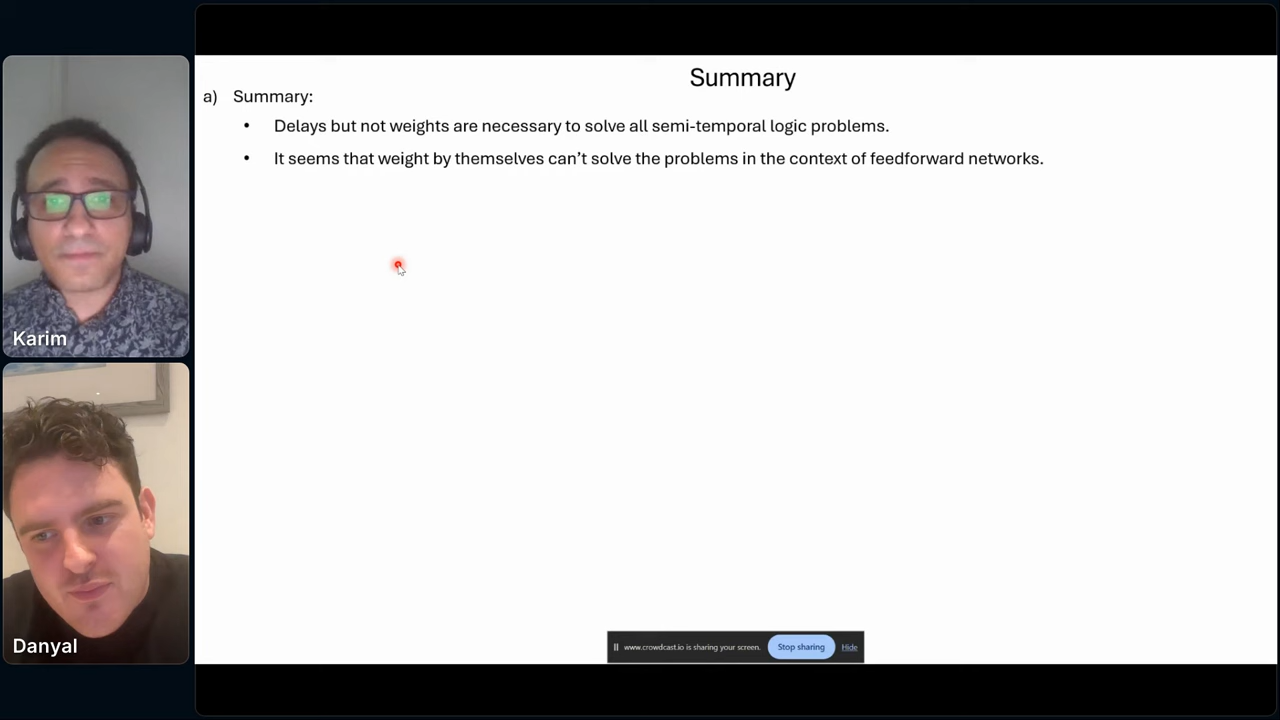 Summary
a) Summary:
• Delays but not weights are necessary to solve all semi-temporal logic problems.
• It seems that weight by themselves can’t solve the problems in the context of feedforward networks.
Karim
Danyal
www.crowdcast.io is sharing your screen. Stop sharing Hide